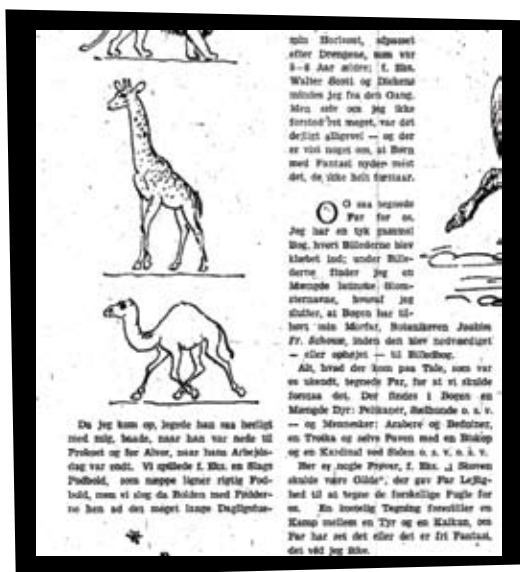 Da jeg kom op, legede han saa herligt
med mig, baade, naar han var nede til
Frokost og for Alvor, naar hans Arbejds-
dag var endt. Vi spillede f. Eks. en Slags
Fodbold, som næppe ligner rigtig Fod-
bold, men vi slog da Bolden med Fødder-
ne hen ad den meget lange Dagligstue-
min Horisont, afpasset
efter Drengene, som var
5—6 Aar ældre; f. Eks.
Walter Scott og Dickens
mindes jeg fra den Gang.
Men selv om jeg ikke
forstod ret meget, var det
dejligt alligevel — og der
er vist noget om, at Børn
med Fantasi nyder mest
det, de ikke helt forstaar.
OG saa tegnede
Far for os.
Jeg har en tyk gammel
Bog, hvori Billederne blev
klæbet ind; under Bille-
derne finder jeg en
Mængde latinske Blom-
sternavne, hvoraf jeg
slutter, at Bogen har til-
hørt min Morfar, Botanikeren Joakim
Fr. Schouw, inden den blev nedværdiget
— eller ophøjet — til Billedbog.
Alt, hvad der kom paa Tale, som var
os ukendt, tegnede Far, for at vi skulde
forstaa det. Der findes i Bogen en
Mængde Dyr: Pelikaner, Sælhunde o. s. v.
— og Mennesker: Arabere og Beduiner,
en Troika og selve Paven med en Biskop
og en Kardinal ved Siden o. s. v. o. s. v.
Her er nogle Prøver, f. Eks. „I Skoven
skulde være Gilde", der gav Far Lejlig-
hed til at tegne de forskellige Fugle for
os. En kostelig Tegning forestiller en
Kamp mellem en Tyr og en Kalkun, om
Far har set det eller det er fri Fantasi,
det véd jeg ikke.